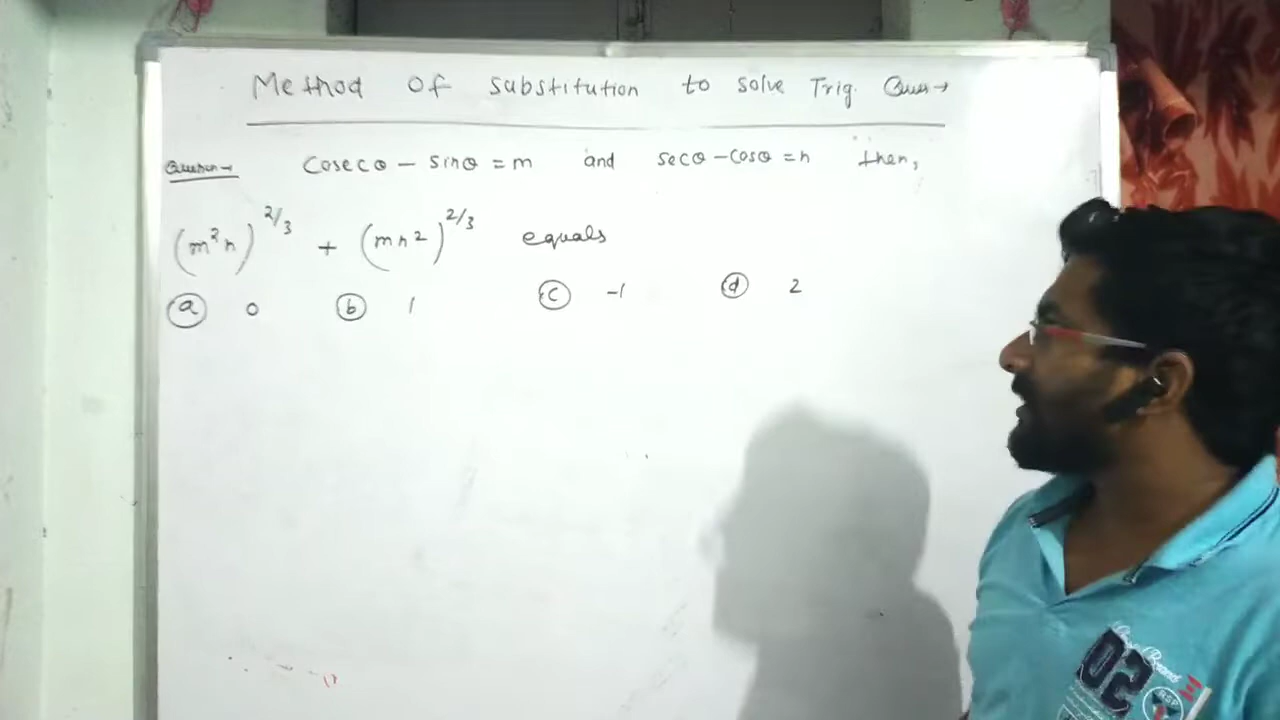 Method of substitution to solve Trig. Ques→
Question→ Cosecθ − sinθ = m and secθ − cosθ = n then,
(m²n)^2/3 + (mn²)^2/3 equals
(a) 0 (b) 1 (c) -1 (d) 2
02